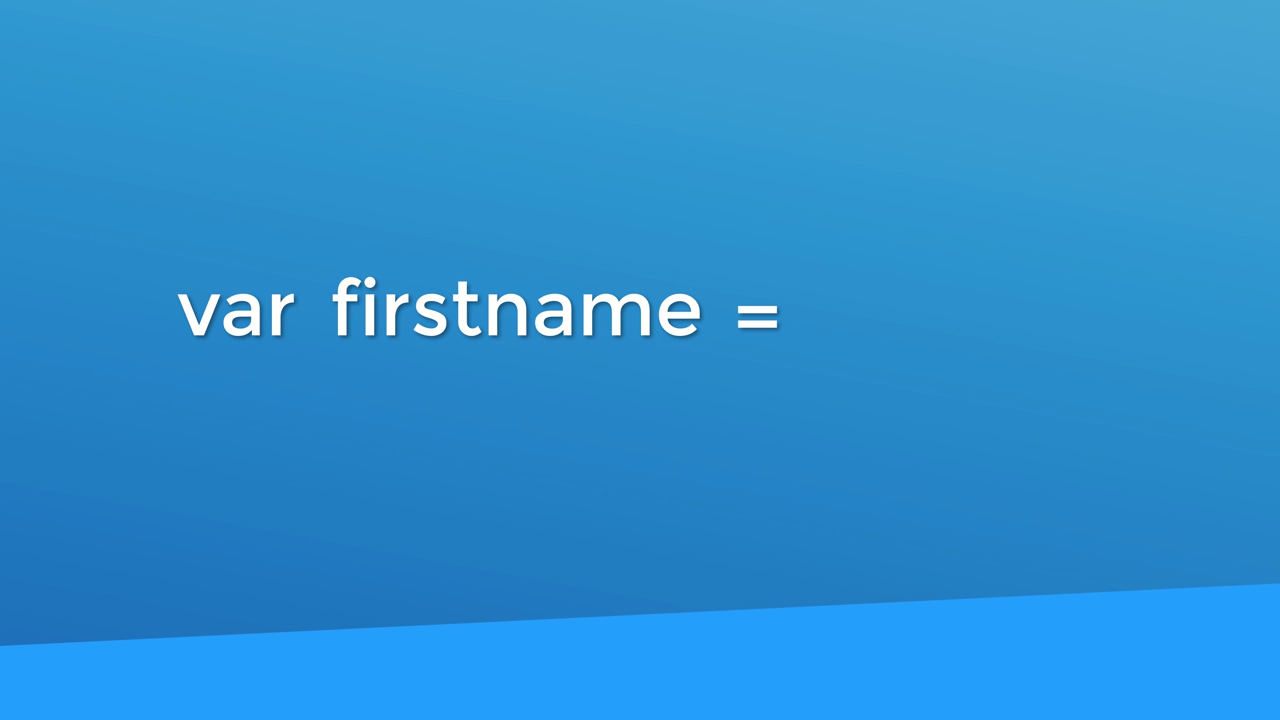 var firstname =